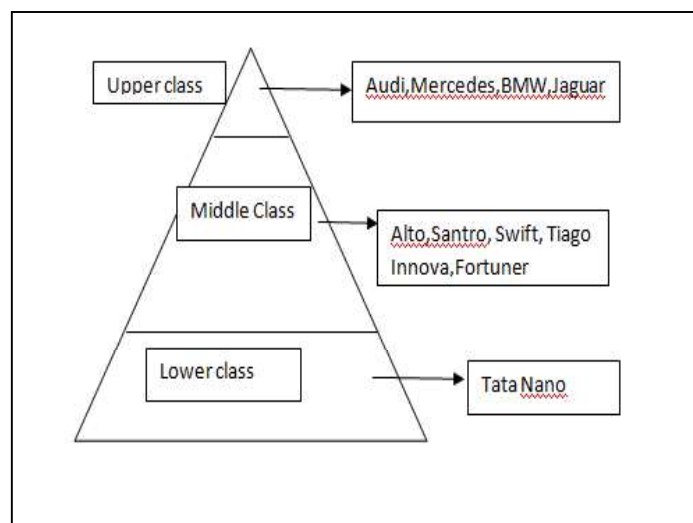 Upper class
Audi,Mercedes,BMW,Jaguar
Middle Class
Alto,Santro, Swift, Tiago
Innova,Fortuner
Lower class
Tata Nano